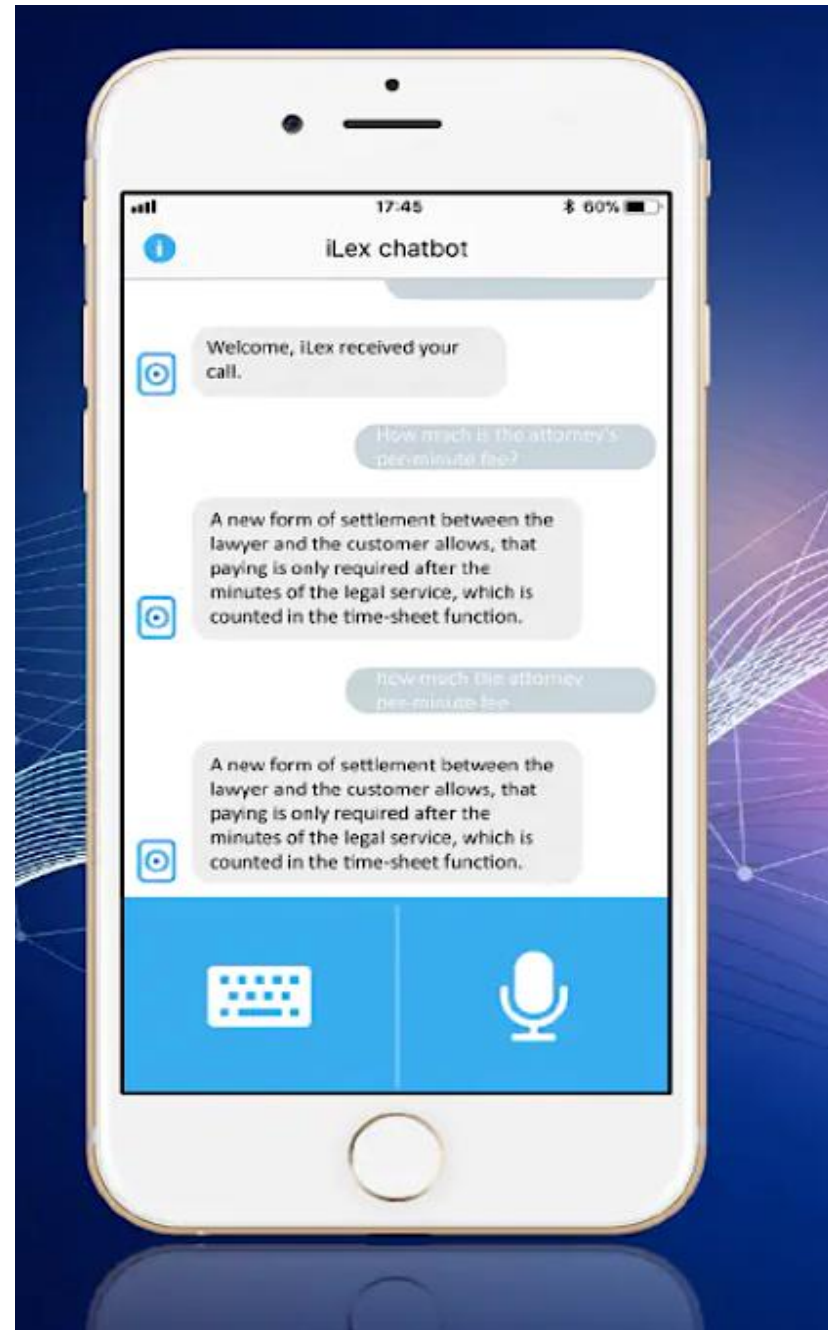 17:45
60%
iLex chatbot
Welcome, iLex received your
call.
How much is the attorney's
per-minute fee?
A new form of settlement between the
lawyer and the customer allows, that
paying is only required after the
minutes of the legal service, which is
counted in the time-sheet function.
how much the attorney
per-minute fee
A new form of settlement between the
lawyer and the customer allows, that
paying is only required after the
minutes of the legal service, which is
counted in the time-sheet function.